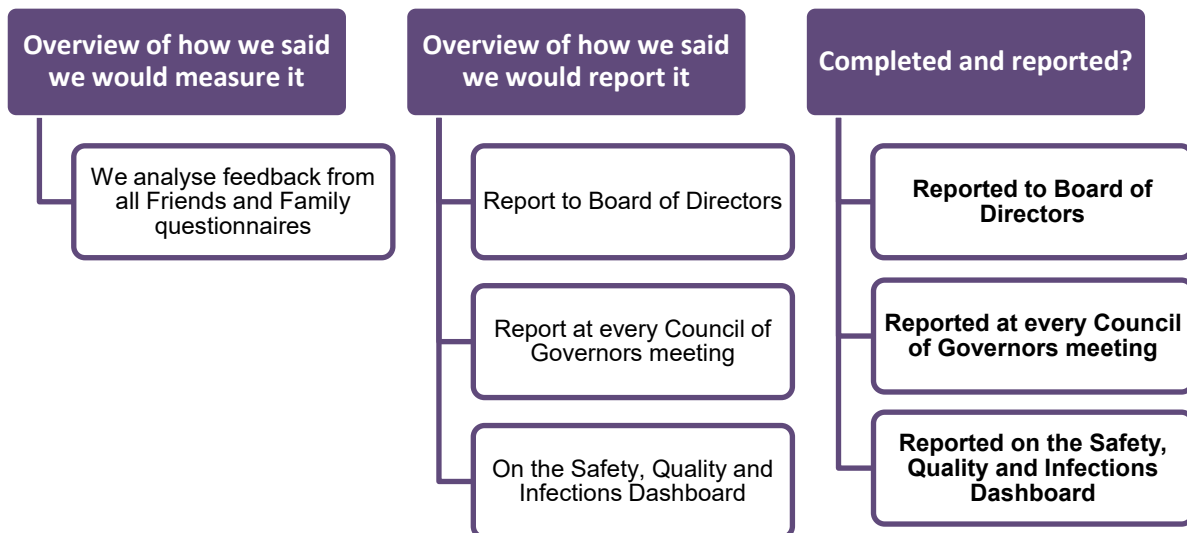 Overview of how we said
we would measure it
We analyse feedback from
all Friends and Family
questionnaires
Overview of how we said
we would report it
Report to Board of Directors
Report at every Council of
Governors meeting
On the Safety, Quality and
Infections Dashboard
Completed and reported?
Reported to Board of
Directors
Reported at every Council
of Governors meeting
Reported on the Safety,
Quality and Infections
Dashboard